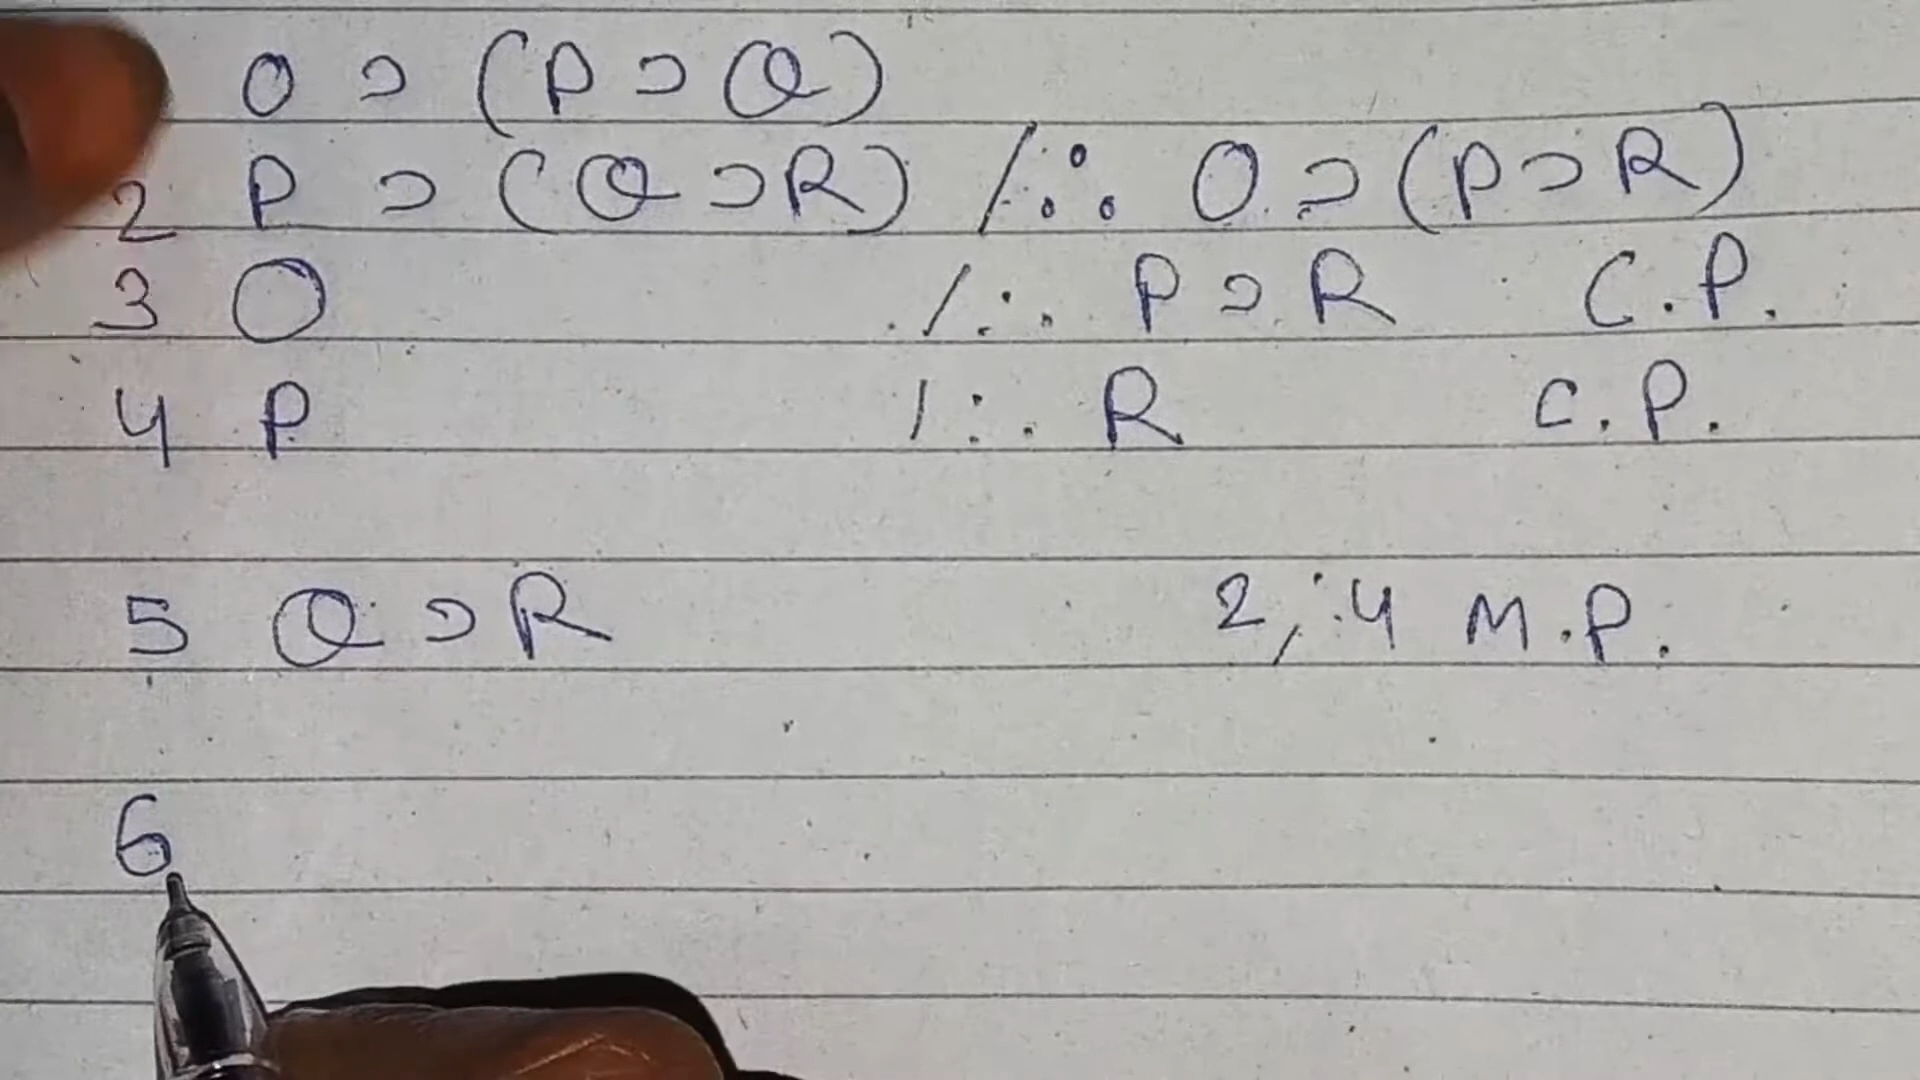 O ⊃ (P ⊃ Q)
2 P ⊃ (Q ⊃ R) /∴ O ⊃ (P ⊃ R)
3 O /∴ P ⊃ R C.P.
4 P /∴ R C.P.
5 Q ⊃ R 2, 4 M.P.
6